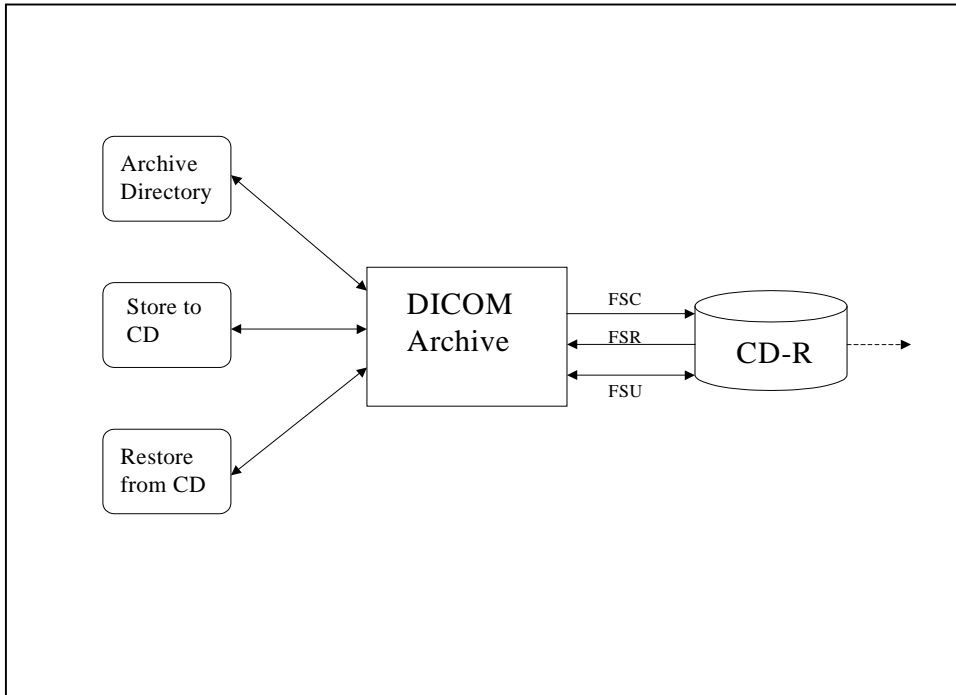 Archive
Directory
Store to
CD
Restore
from CD
DICOM
Archive
FSC
FSR
FSU
CD-R